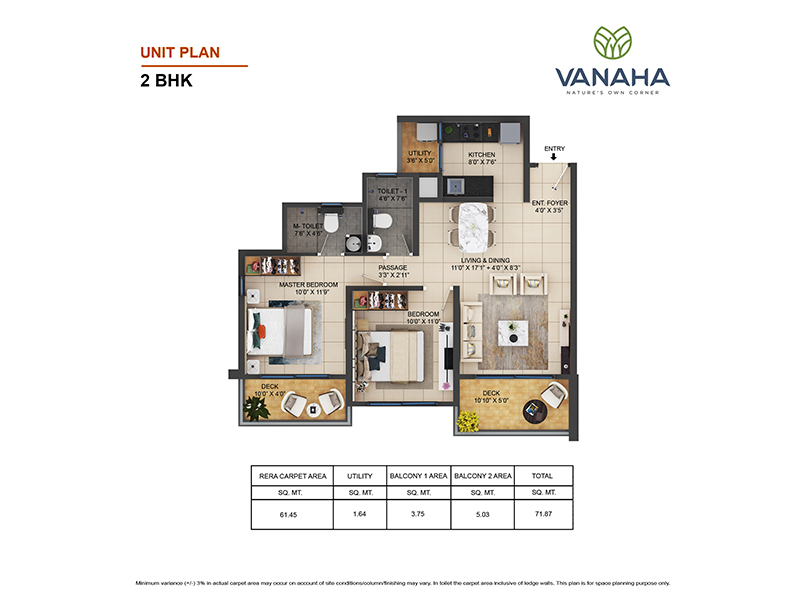 UNIT PLAN
2 BHK
VANAHA
NATURE'S OWN CORNER
UTILITY
3'6" X 5'0"
KITCHEN
8'0" X 7'6"
ENTRY
TOILET - 1
4'6" X 7'6"
ENT. FOYER
4'0" X 3'5"
M- TOILET
7'6" X 4'6"
LIVING & DINING
11'0" X 17'1" + 4'0" X 8'3"
PASSAGE
3'3" X 2'11"
MASTER BEDROOM
10'0" X 11'9"
BEDROOM
10'0" X 11'0"
DECK
10'0" X 4'0"
DECK
10'10" X 5'0"
RERA CARPET AREA UTILITY BALCONY 1 AREA BALCONY 2 AREA TOTAL
SQ. MT. SQ. MT. SQ. MT. SQ. MT. SQ. MT.
61.45 1.64 3.75 5.03 71.87
Minimum variance (+/-) 3% in actual carpet area may occur on account of site conditions/column/finishing may vary. In toilet the carpet area inclusive of ledge walls. This plan is for space planning purpose only.